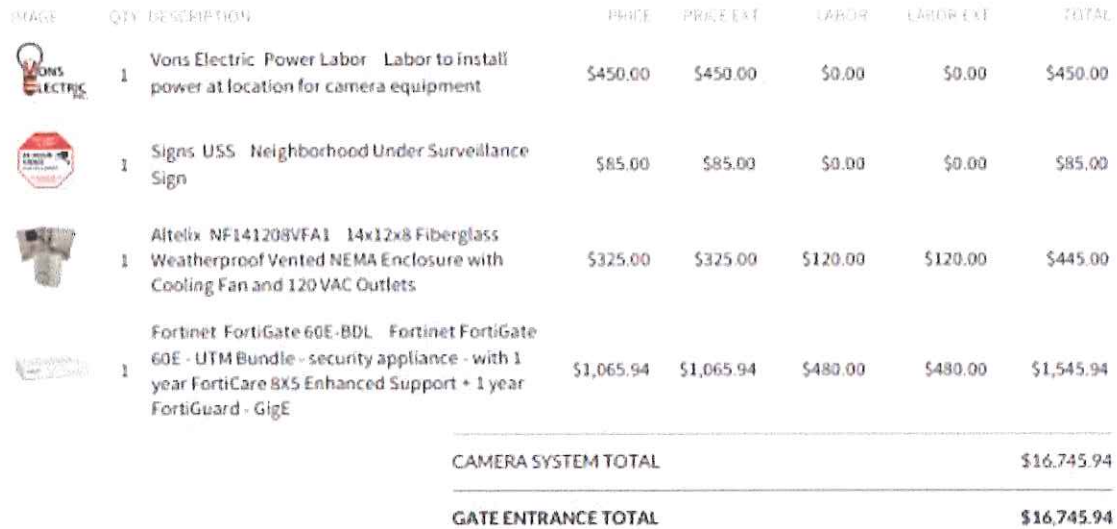 IMAGE QTY DESCRIPTION PRICE PRICE EXT LABOR LABOR EXT TOTAL
VONS
ELECTRIC
INC.
1 Vons Electric Power Labor Labor to install
power at location for camera equipment
$450.00 $450.00 $0.00 $0.00 $450.00
1 Signs USS Neighborhood Under Surveillance
Sign
$85.00 $85.00 $0.00 $0.00 $85.00
Altelix NF141208VFA1 14x12x8 Fiberglass
1 Weatherproof Vented NEMA Enclosure with
Cooling Fan and 120 VAC Outlets
$325.00 $325.00 $120.00 $120.00 $445.00
Fortinet FortiGate 60E-BDL Fortinet FortiGate
60E - UTM Bundle - security appliance - with 1
1 year FortiCare 8X5 Enhanced Support + 1 year
FortiGuard - GigE
$1,065.94 $1,065.94 $480.00 $480.00 $1,545.94
CAMERA SYSTEM TOTAL $16,745.94
GATE ENTRANCE TOTAL $16,745.94